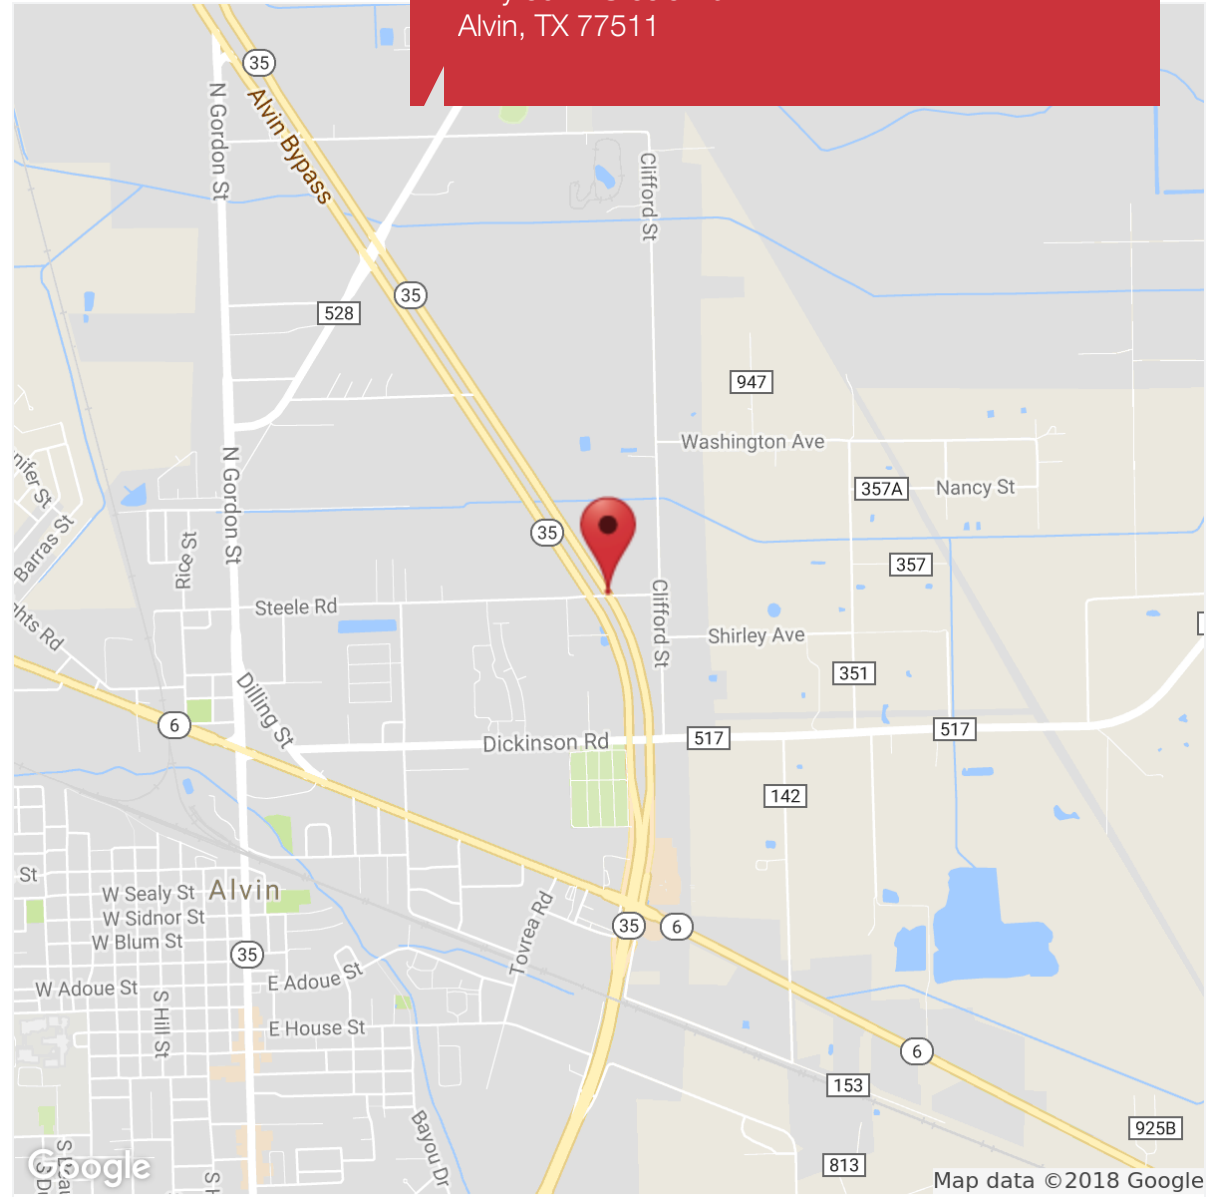 Alvin, TX 77511
35
N Gordon St
Alvin Bypass
Clifford St
35
528
947
Washington Ave
N Gordon St
357A
Nancy St
Barras St
Rice St
35
357
Steele Rd
Clifford St
Shirley Ave
Rd
351
Dilling St
6
Dickinson Rd
517
517
142
St
W Sealy St
Alvin
W Sidnor St
W Blum St
Tovrea Rd
35
6
35
E Adoue St
W Adoue St
S Hill St
E House St
6
153
Bayou Dr
925B
813
Google
Map data ©2018 Google